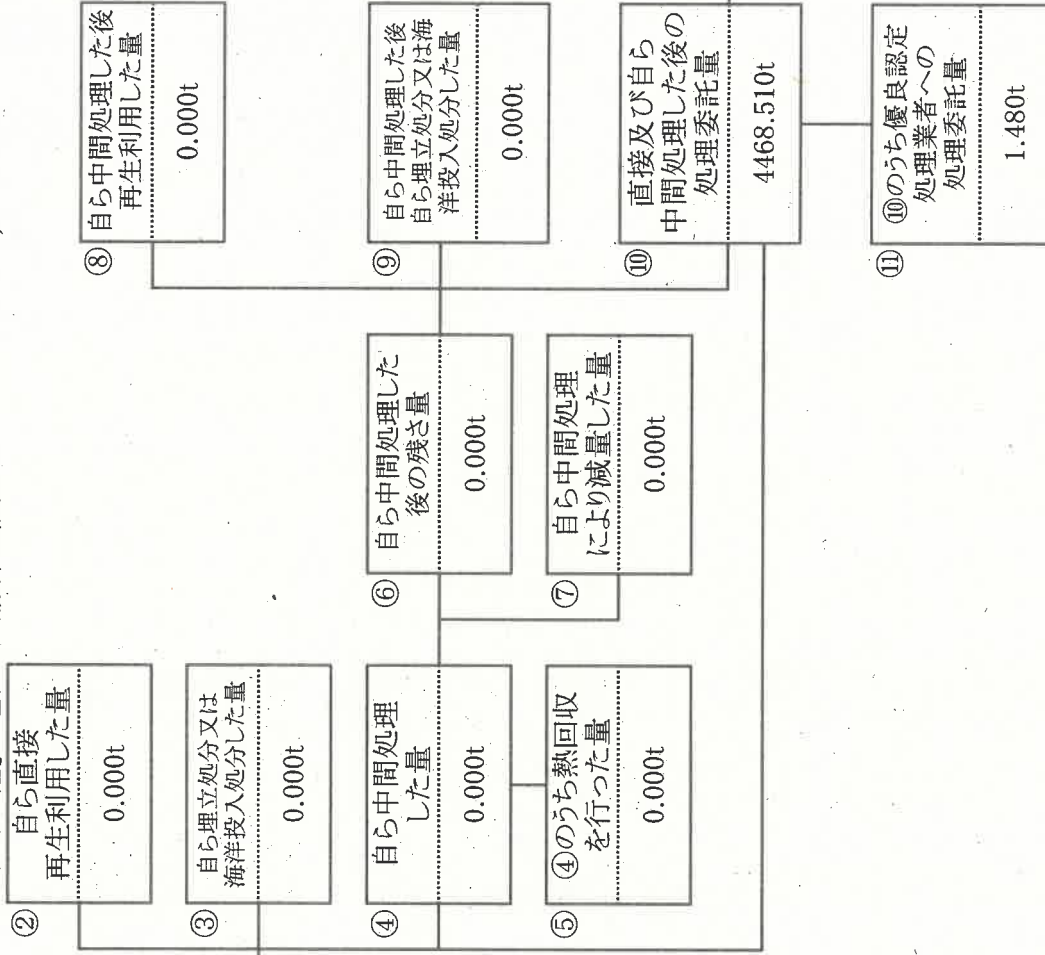 ②
自ら直接
再生利用した量
0.000t
③
自ら埋立処分又は
海洋投入処分した量
0.000t
④
自ら中間処理
した量
0.000t
⑤
④のうち熱回収
を行った量
0.000t
⑥
自ら中間処理した
後の残さ量
0.000t
⑦
自ら中間処理
により減量した量
0.000t
⑧
自ら中間処理した後
再生利用した量
0.000t
⑨
自ら中間処理した後
自ら埋立処分又は海
洋投入処分した量
0.000t
⑩
直接及び自ら
中間処理した後の
処理委託量
4468.510t
⑪
⑩のうち優良認定
処理業者への
処理委託量
1.480t